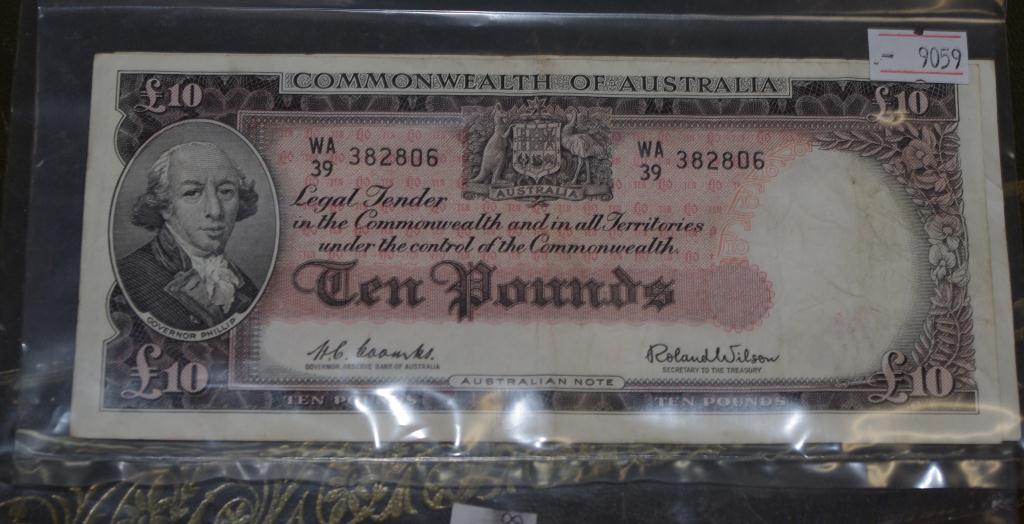 9059
COMMONWEALTH OF AUSTRALIA
£10 £10
WA 39 382806
WA 39 382806
AUSTRALIA
Legal Tender
in the Commonwealth and in all Territories
under the control of the Commonwealth.
Ten Pounds
GOVERNOR PHILLIP
H.C. Coombs.
GOVERNOR, RESERVE BANK OF AUSTRALIA
Roland Wilson
SECRETARY TO THE TREASURY
£10 £10
AUSTRALIAN NOTE
TEN POUNDS TEN POUNDS